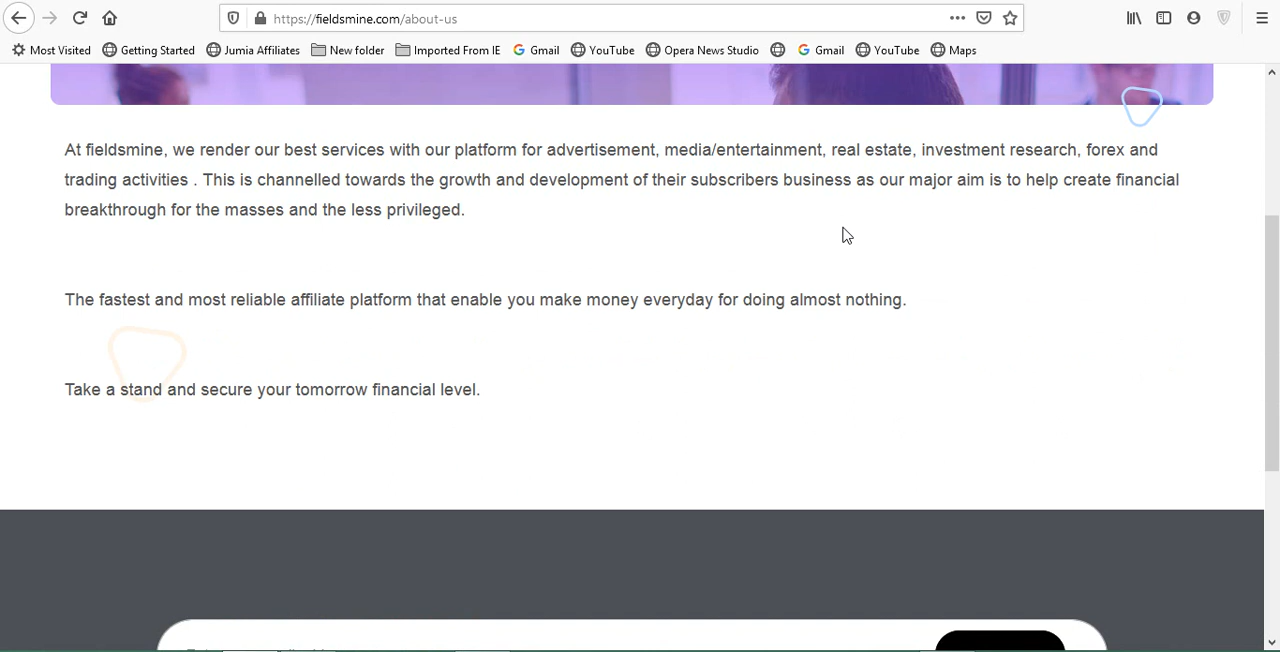 https://fieldsmine.com/about-us
Most Visited Getting Started Jumia Affiliates New folder Imported From IE Gmail YouTube Opera News Studio Gmail YouTube Maps
At fieldsmine, we render our best services with our platform for advertisement, media/entertainment, real estate, investment research, forex and
trading activities . This is channelled towards the growth and development of their subscribers business as our major aim is to help create financial
breakthrough for the masses and the less privileged.
The fastest and most reliable affiliate platform that enable you make money everyday for doing almost nothing.
Take a stand and secure your tomorrow financial level.